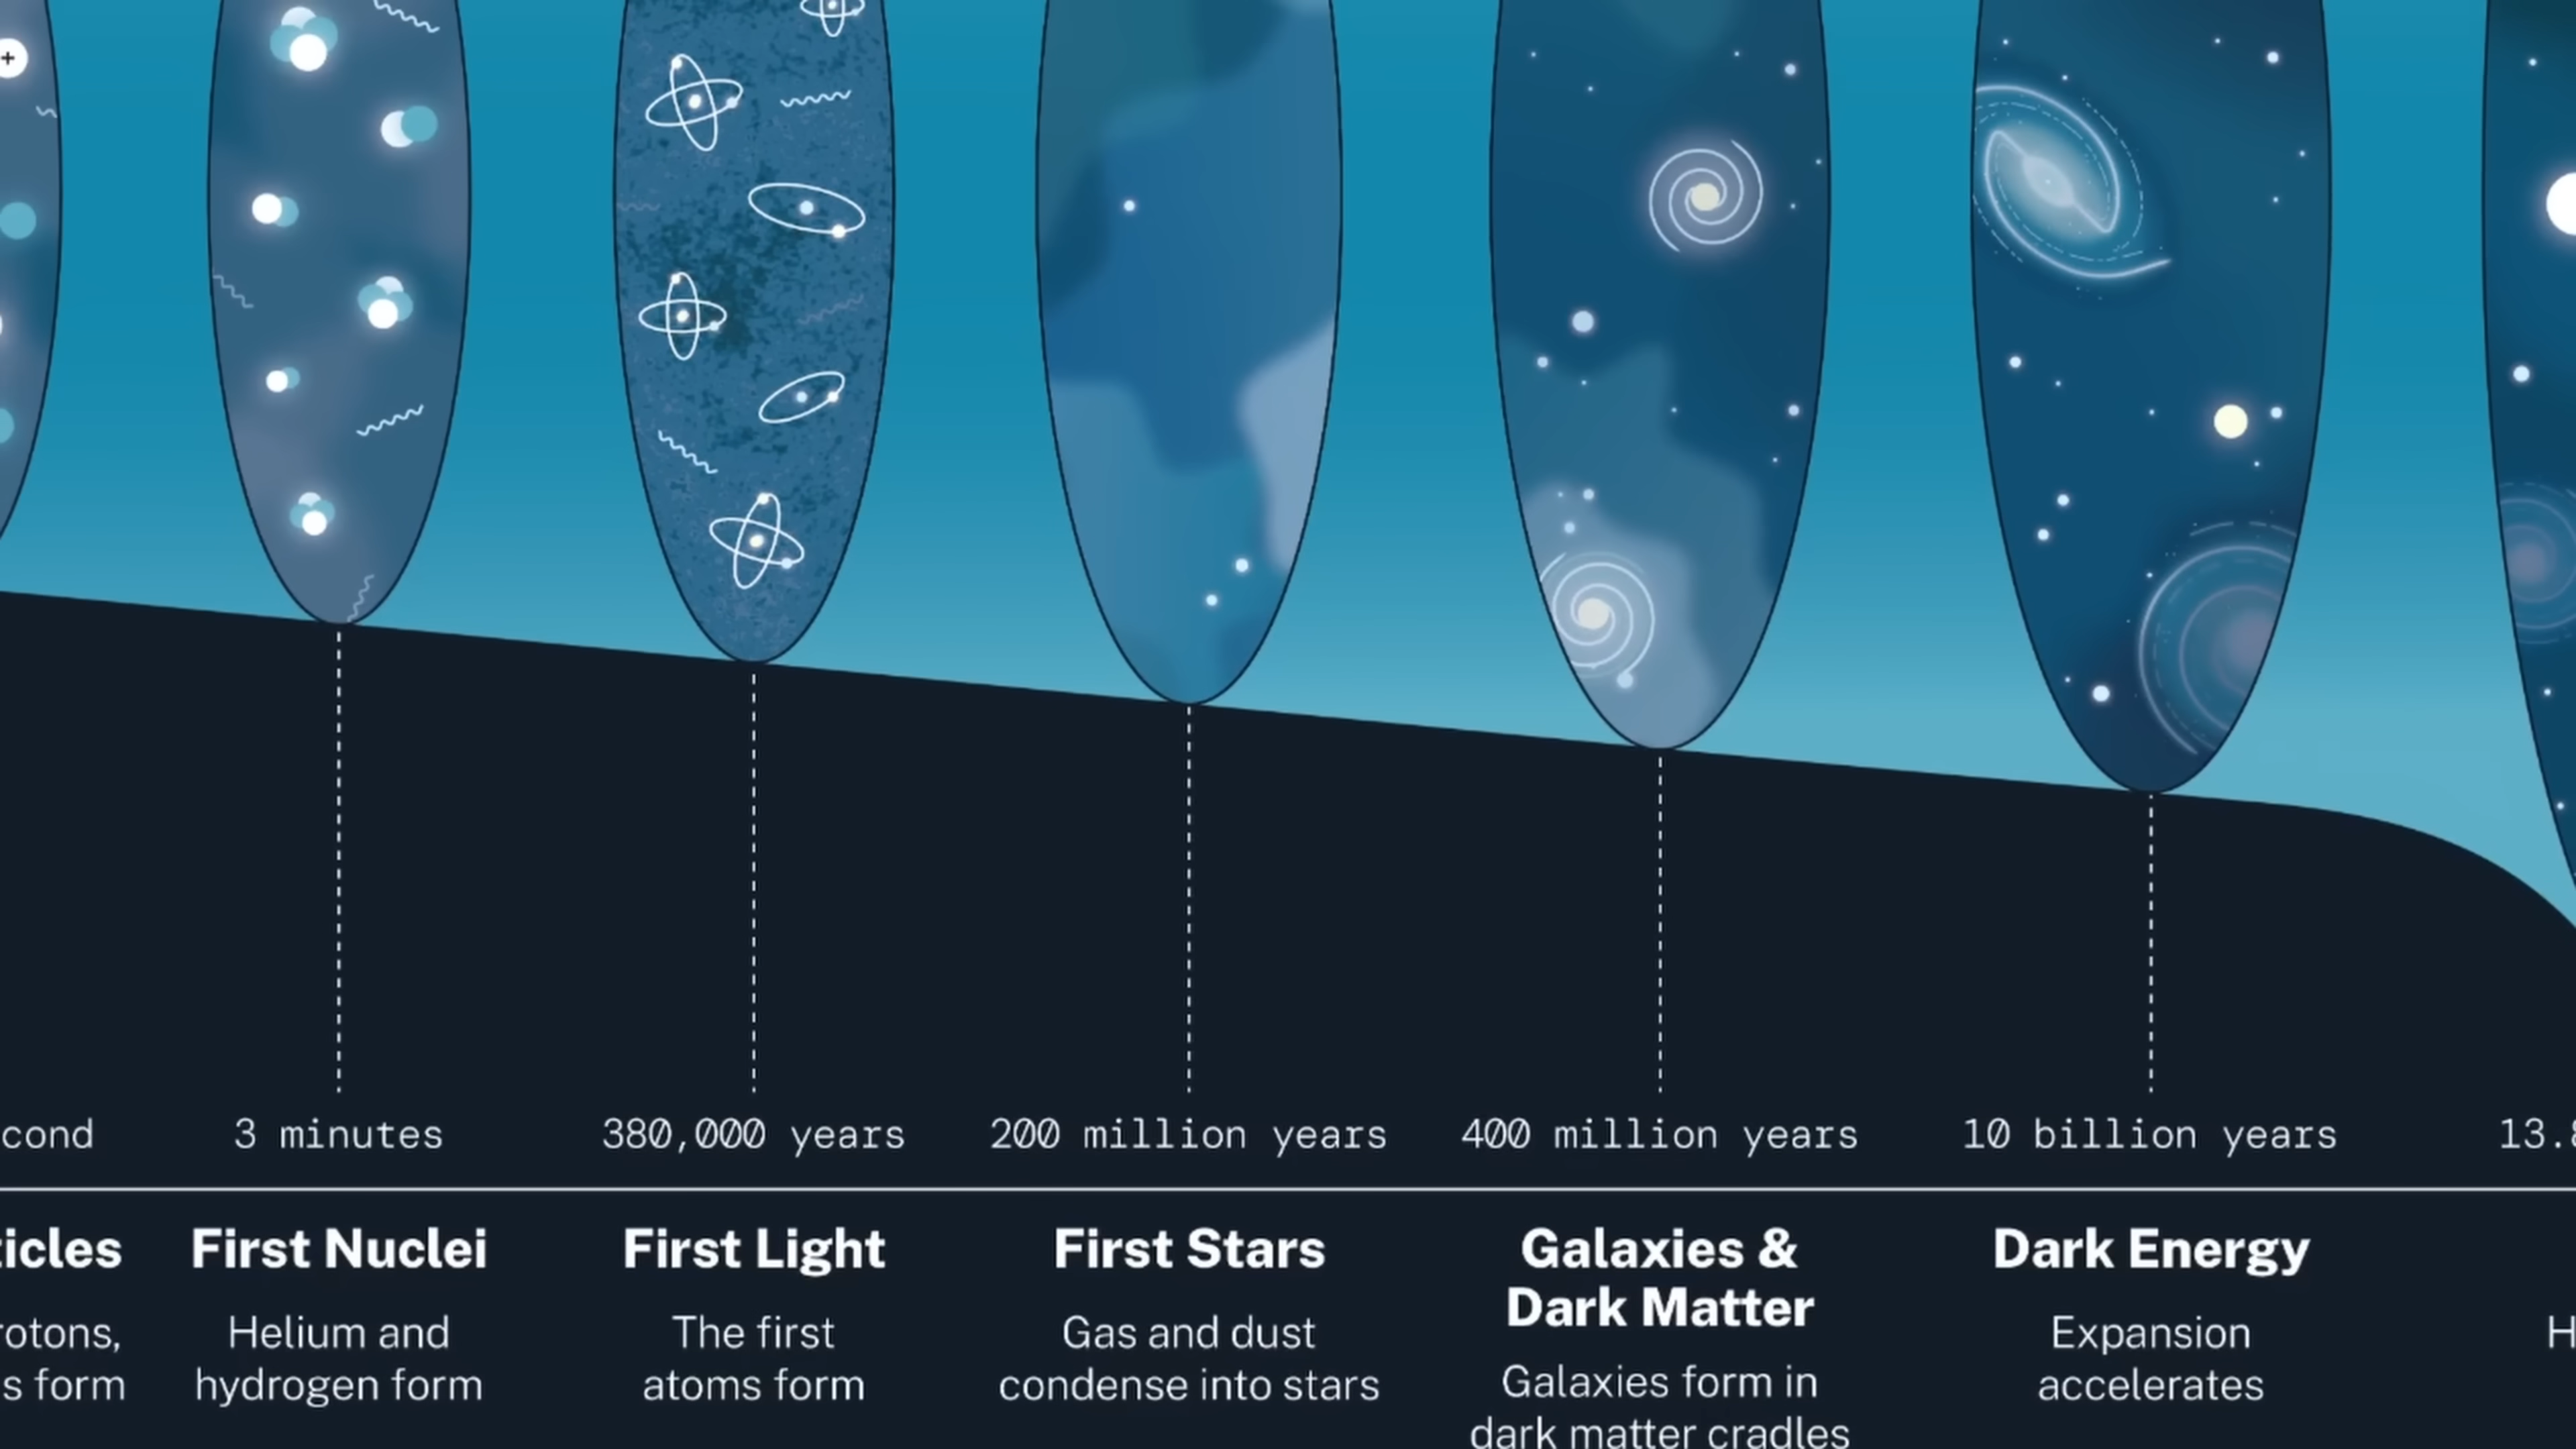 +
cond
3 minutes
380,000 years
200 million years
400 million years
10 billion years
13.8
icles
First Nuclei
First Light
First Stars
Galaxies &
Dark Matter
Dark Energy
rotons,
s form
Helium and
hydrogen form
The first
atoms form
Gas and dust
condense into stars
Galaxies form in
dark matter cradles
Expansion
accelerates
H